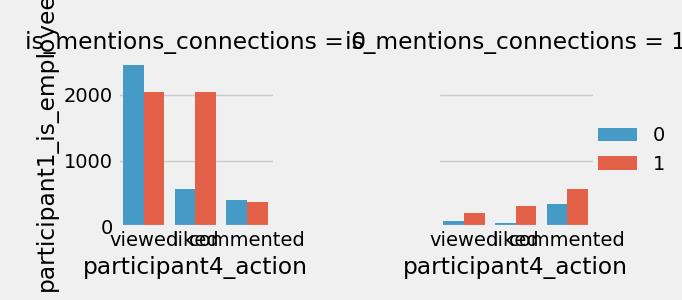 is_mentions_connections = 0
is_mentions_connections = 1
participant1_is_employee
2000
1000
0
viewed
liked
commented
viewed
liked
commented
participant4_action
participant4_action
0
1